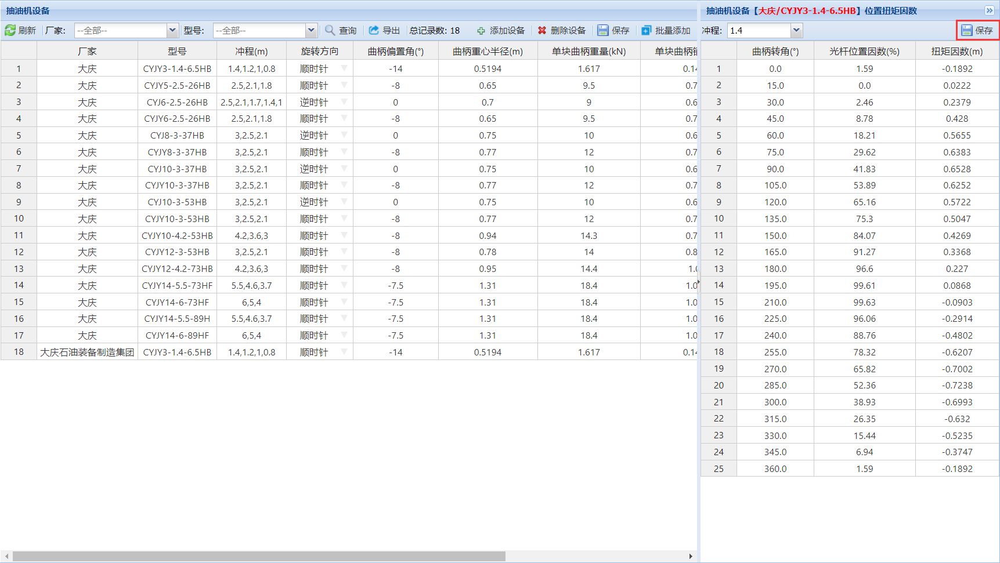 抽油机设备
刷新 厂家: --全部-- 型号: --全部-- 查询 导出 总记录数: 18 添加设备 删除设备 保存 批量添加
厂家 型号 冲程(m) 旋转方向 曲柄偏置角(°) 曲柄重心半径(m) 单块曲柄重量(kN) 单块曲柄
1 大庆 CYJY3-1.4-6.5HB 1.4,1.2,1,0.8 顺时针 -14 0.5194 1.617 0.14
2 大庆 CYJY5-2.5-26HB 2.5,2.1,1.8 顺时针 -8 0.65 9.5 0.7
3 大庆 CYJ6-2.5-26HB 2.5,2.1,1.7,1.4,1 逆时针 0 0.7 9 0.6
4 大庆 CYJY6-2.5-26HB 2.5,2.1,1.8 顺时针 -8 0.65 9.5 0.7
5 大庆 CYJ8-3-37HB 3,2.5,2.1 逆时针 0 0.75 10 0.6
6 大庆 CYJY8-3-37HB 3,2.5,2.1 顺时针 -8 0.77 12 0.7
7 大庆 CYJ10-3-37HB 3,2.5,2.1 逆时针 0 0.75 10 0.6
8 大庆 CYJY10-3-37HB 3,2.5,2.1 顺时针 -8 0.77 12 0.7
9 大庆 CYJ10-3-53HB 3,2.5,2.1 逆时针 0 0.75 10 0.6
10 大庆 CYJY10-3-53HB 3,2.5,2.1 顺时针 -8 0.77 12 0.7
11 大庆 CYJY10-4.2-53HB 4.2,3.6,3 顺时针 -8 0.94 14.3 0.7
12 大庆 CYJY12-3-53HB 3,2.5,2.1 顺时针 -8 0.78 14 0.8
13 大庆 CYJY12-4.2-73HB 4.2,3.6,3 顺时针 -8 0.95 14.4 1.0
14 大庆 CYJY14-5.5-73HF 5.5,4.6,3.7 顺时针 -7.5 1.31 18.4 1.0
15 大庆 CYJY14-6-73HF 6,5,4 顺时针 -7.5 1.31 18.4 1.0
16 大庆 CYJY14-5.5-89H 5.5,4.6,3.7 顺时针 -7.5 1.31 18.4 1.0
17 大庆 CYJY14-6-89HF 6,5,4 顺时针 -7.5 1.31 18.4 1.0
18 大庆石油装备制造集团 CYJY3-1.4-6.5HB 1.4,1.2,1,0.8 顺时针 -14 0.5194 1.617 0.14
抽油机设备【大庆/CYJY3-1.4-6.5HB】位置扭矩因数
冲程: 1.4 保存
曲柄转角(°) 光杆位置因数(%) 扭矩因数(m)
1 0.0 1.59 -0.1892
2 15.0 0.0 0.0222
3 30.0 2.46 0.2379
4 45.0 8.78 0.428
5 60.0 18.21 0.5655
6 75.0 29.62 0.6383
7 90.0 41.83 0.6528
8 105.0 53.89 0.6252
9 120.0 65.16 0.5722
10 135.0 75.3 0.5047
11 150.0 84.07 0.4269
12 165.0 91.27 0.3368
13 180.0 96.6 0.227
14 195.0 99.61 0.0868
15 210.0 99.63 -0.0903
16 225.0 96.06 -0.2914
17 240.0 88.76 -0.4802
18 255.0 78.32 -0.6207
19 270.0 65.82 -0.7002
20 285.0 52.36 -0.7238
21 300.0 38.93 -0.6993
22 315.0 26.35 -0.632
23 330.0 15.44 -0.5235
24 345.0 6.94 -0.3747
25 360.0 1.59 -0.1892